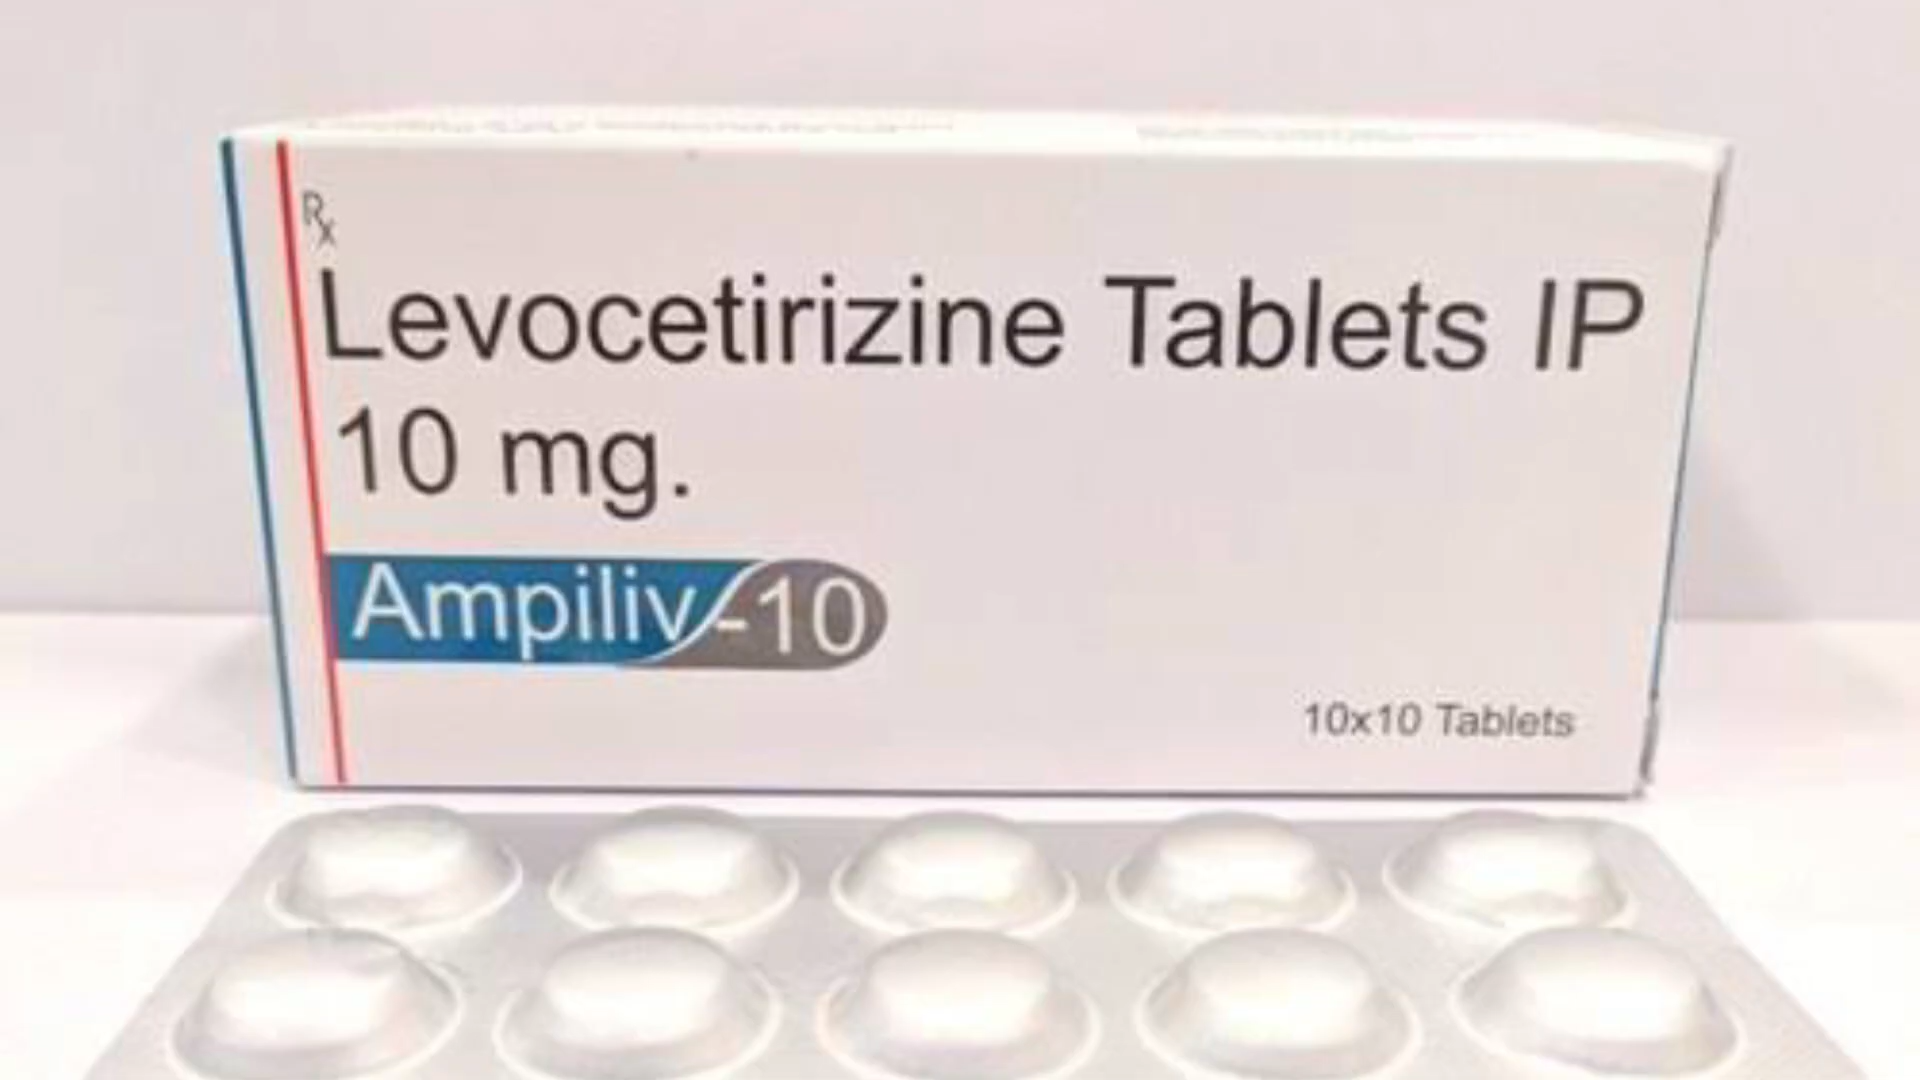 Rx
Levocetirizine Tablets IP
10 mg.
Ampiliv-10
10x10 Tablets